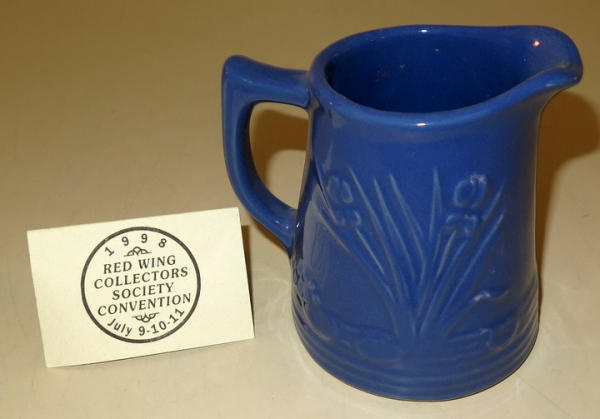 1998
RED WING
COLLECTORS
SOCIETY
CONVENTION
July 9-10-11